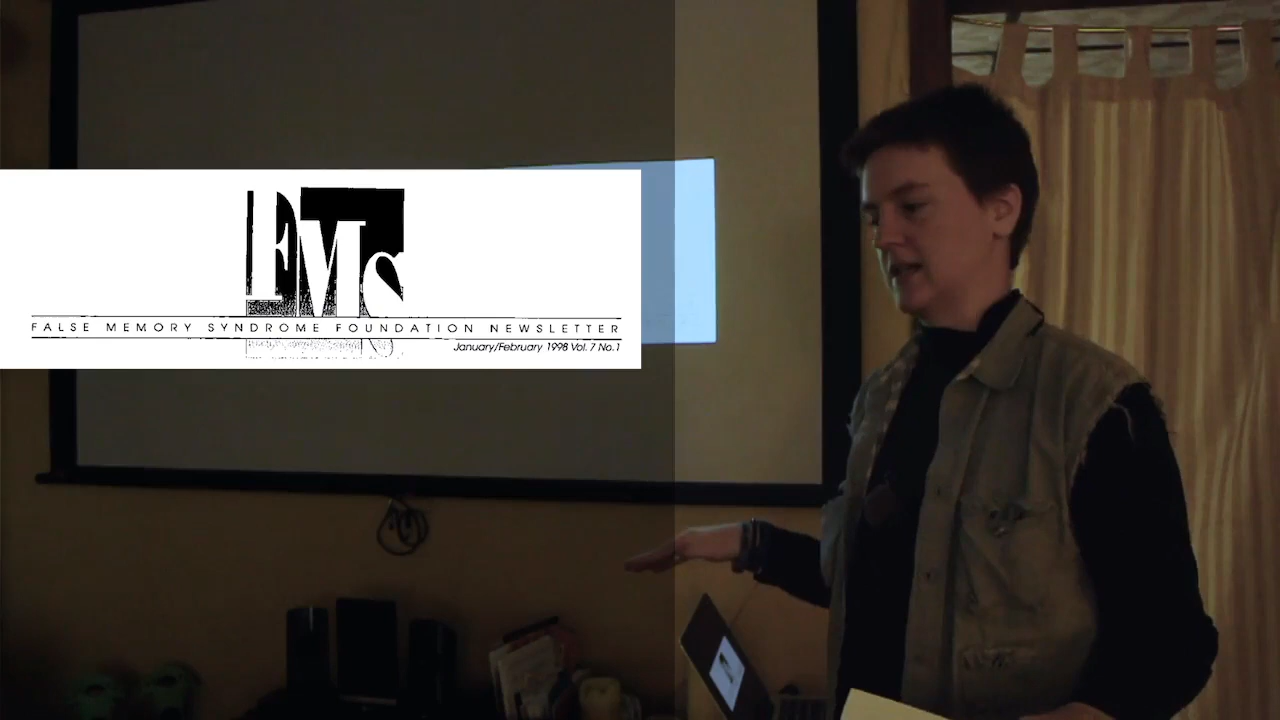 FMS
FALSE MEMORY SYNDROME FOUNDATION NEWSLETTER
January/February 1998 Vol. 7 No.1